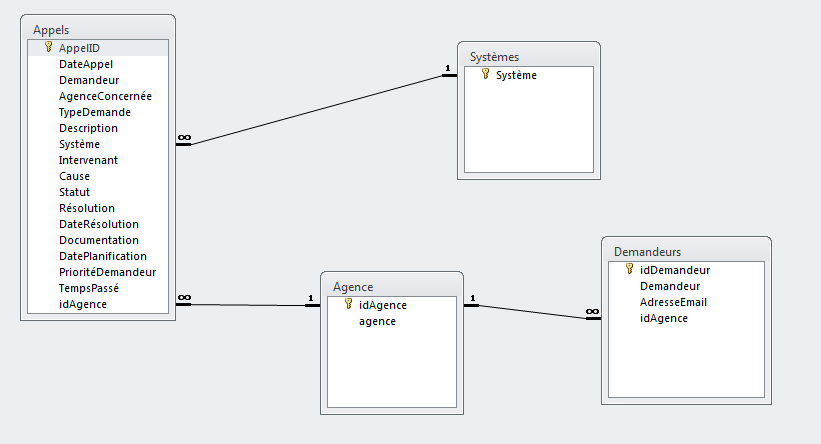 Appels
AppelID
DateAppel
Demandeur
AgenceConcernée
TypeDemande
Description
Système
Intervenant
Cause
Statut
Résolution
DateRésolution
Documentation
DatePlanification
PrioritéDemandeur
TempsPassé
idAgence
∞
∞
1
Systèmes
Système
1
Agence
idAgence
agence
1
∞
Demandeurs
idDemandeur
Demandeur
AdresseEmail
idAgence